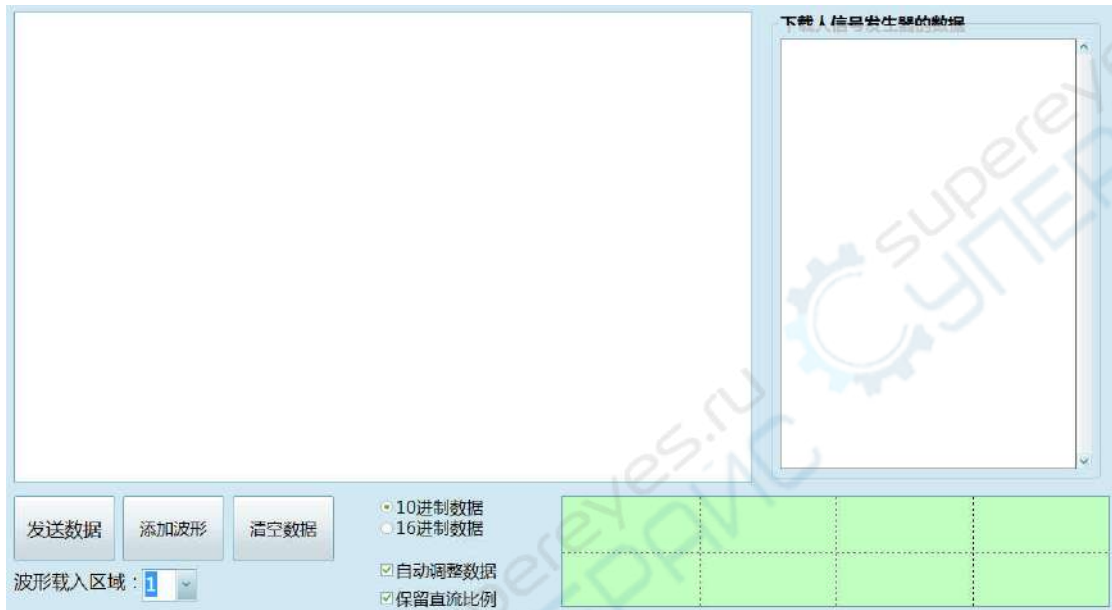 下载人信号发生器的数据
发送数据
添加波形
清空数据
10进制数据
16进制数据
自动调整数据
保留直流比例
波形载入区域：1
supereyes.ru